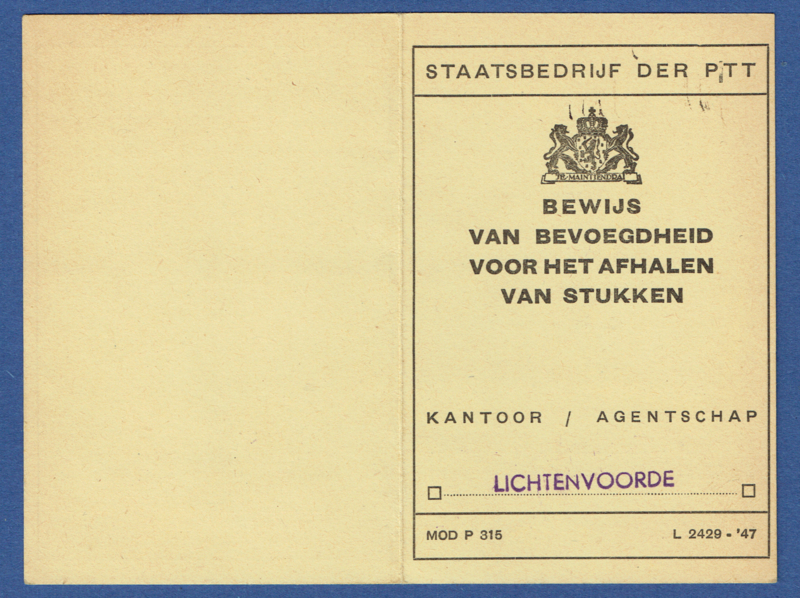 STAATSBEDRIJF DER PTT
JE·MAINTIENDRAI
BEWIJS
VAN BEVOEGDHEID
VOOR HET AFHALEN
VAN STUKKEN
KANTOOR / AGENTSCHAP
LICHTENVOORDE
MOD P 315 L 2429 - '47